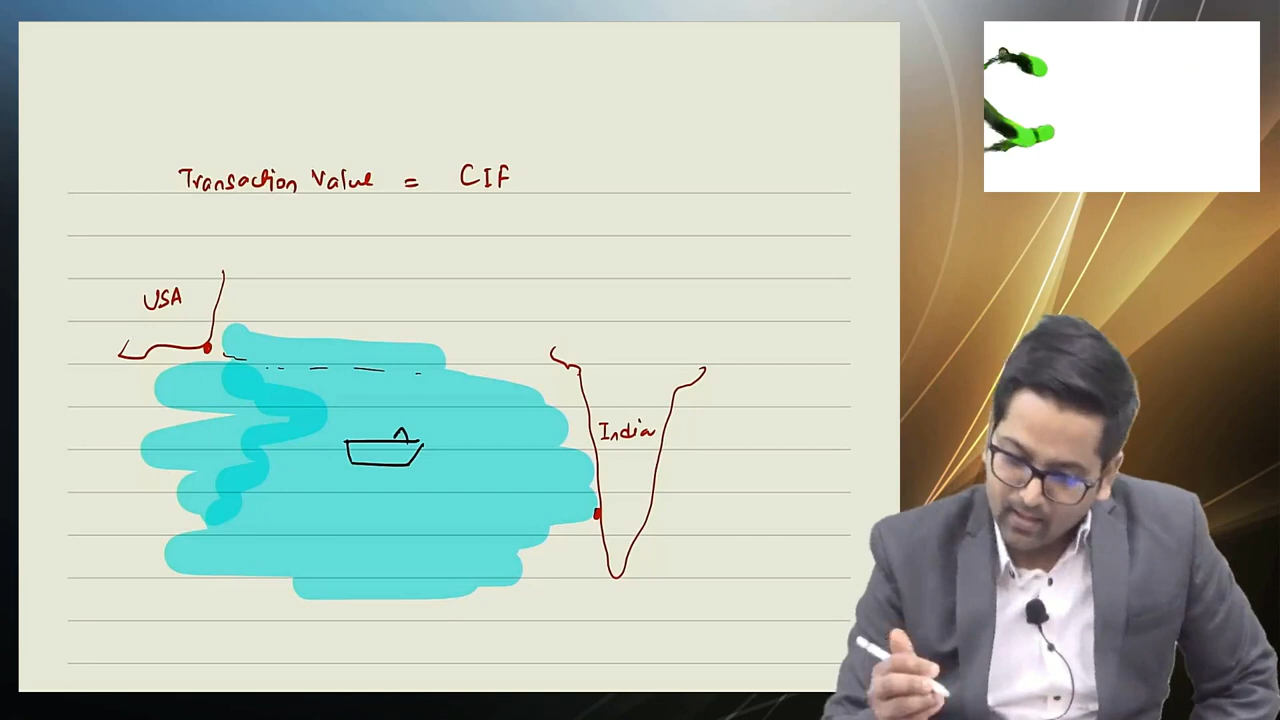 Transaction Value = CIF
USA
India